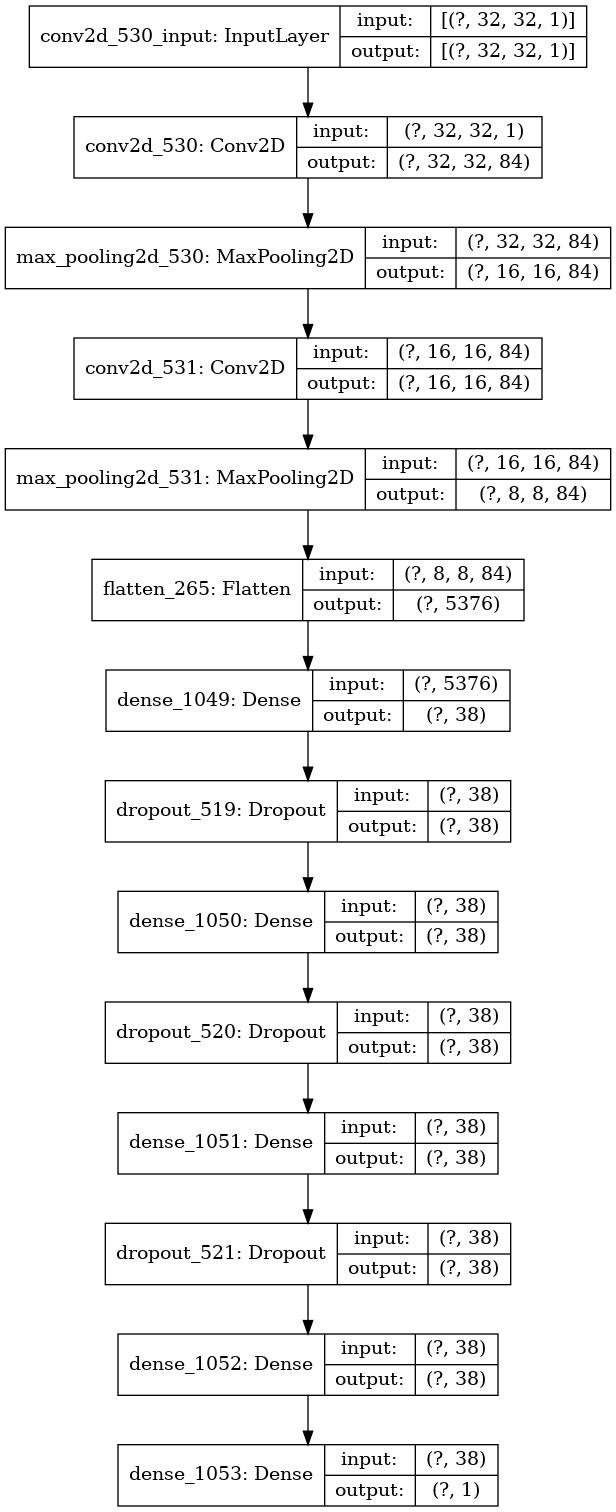 conv2d_530_input: InputLayer
input: [(?, 32, 32, 1)]
output: [(?, 32, 32, 1)]
conv2d_530: Conv2D
input: (?, 32, 32, 1)
output: (?, 32, 32, 84)
max_pooling2d_530: MaxPooling2D
input: (?, 32, 32, 84)
output: (?, 16, 16, 84)
conv2d_531: Conv2D
input: (?, 16, 16, 84)
output: (?, 16, 16, 84)
max_pooling2d_531: MaxPooling2D
input: (?, 16, 16, 84)
output: (?, 8, 8, 84)
flatten_265: Flatten
input: (?, 8, 8, 84)
output: (?, 5376)
dense_1049: Dense
input: (?, 5376)
output: (?, 38)
dropout_519: Dropout
input: (?, 38)
output: (?, 38)
dense_1050: Dense
input: (?, 38)
output: (?, 38)
dropout_520: Dropout
input: (?, 38)
output: (?, 38)
dense_1051: Dense
input: (?, 38)
output: (?, 38)
dropout_521: Dropout
input: (?, 38)
output: (?, 38)
dense_1052: Dense
input: (?, 38)
output: (?, 38)
dense_1053: Dense
input: (?, 38)
output: (?, 1)